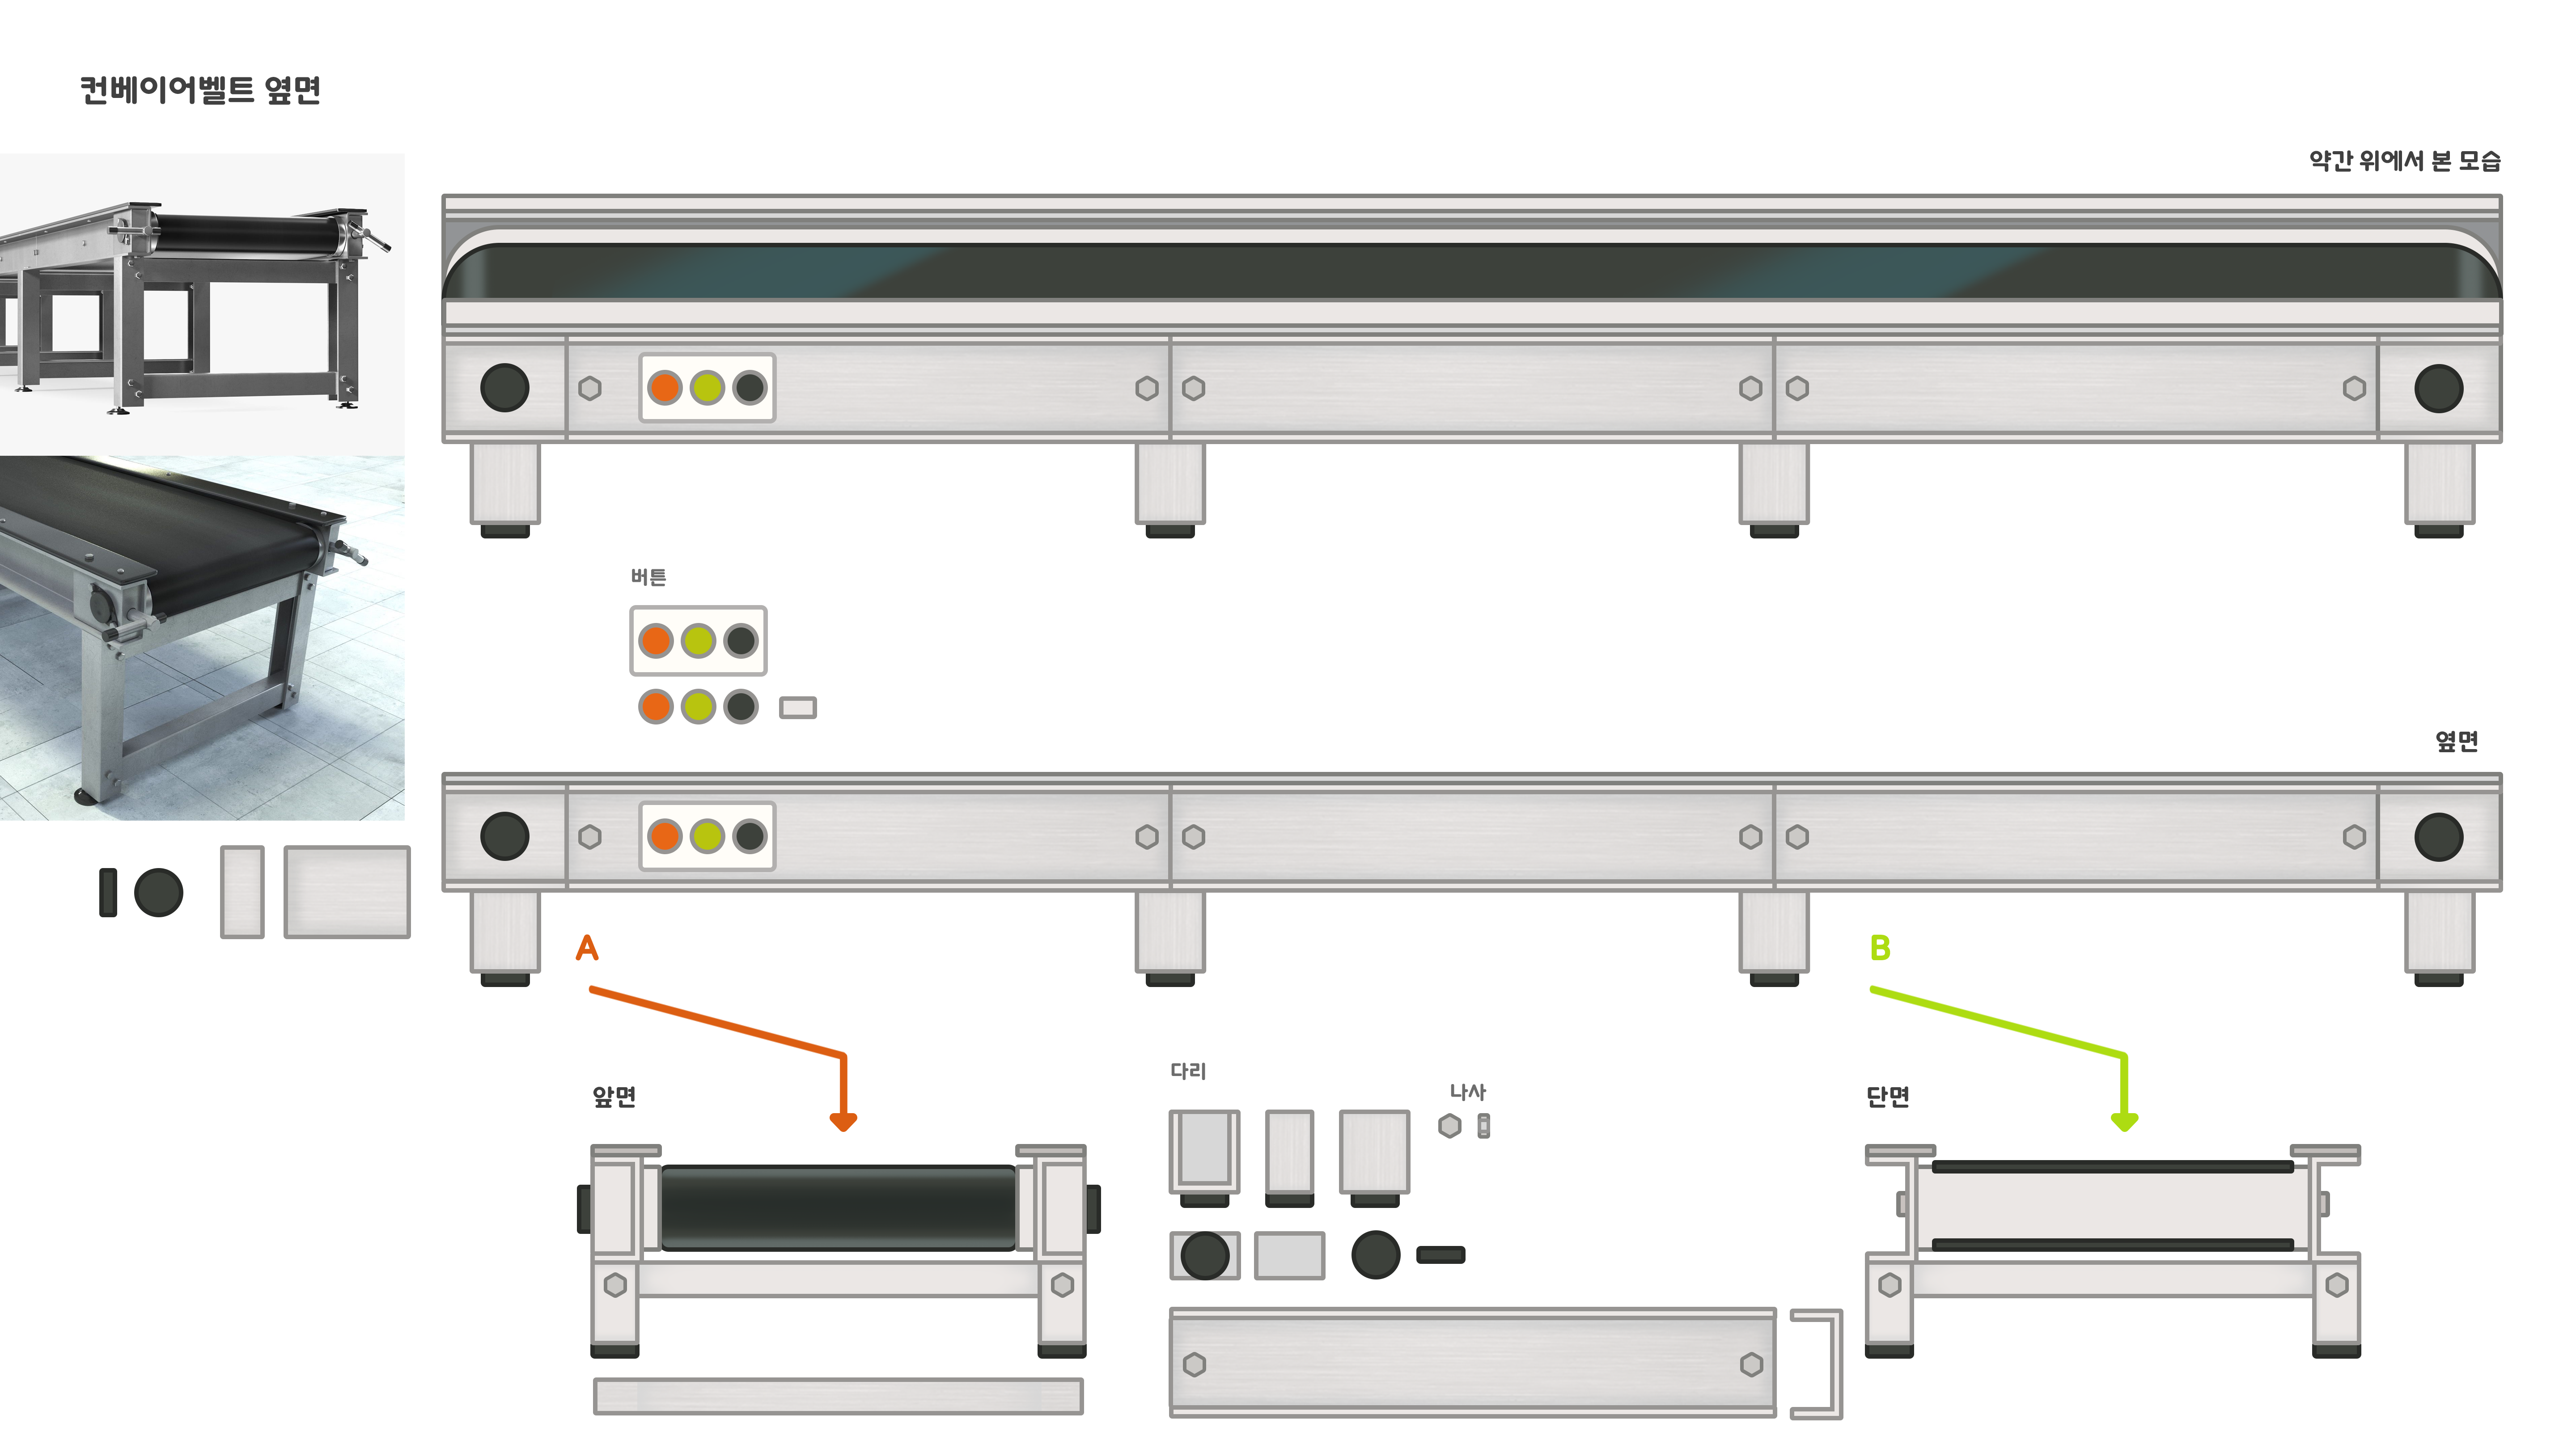 컨베이어벨트 옆면
약간 위에서 본 모습
버튼
옆면
A
B
다리
나사
앞면
단면